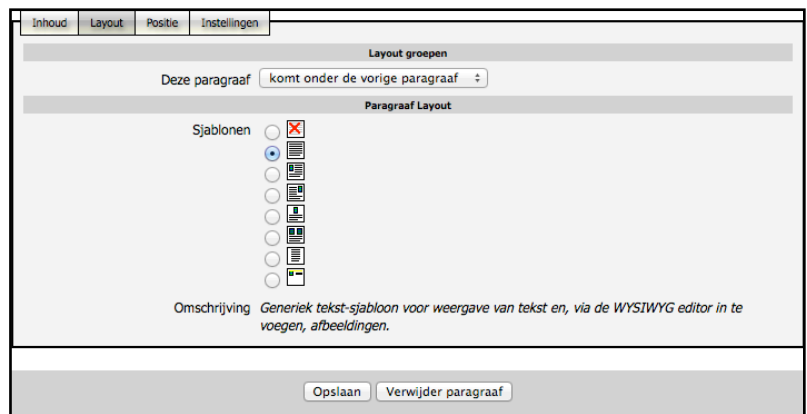 Inhoud Layout Positie Instellingen
Layout groepen
Deze paragraaf komt onder de vorige paragraaf
Paragraaf Layout
Sjablonen
Omschrijving Generiek tekst-sjabloon voor weergave van tekst en, via de WYSIWYG editor in te
voegen, afbeeldingen.
Opslaan Verwijder paragraaf